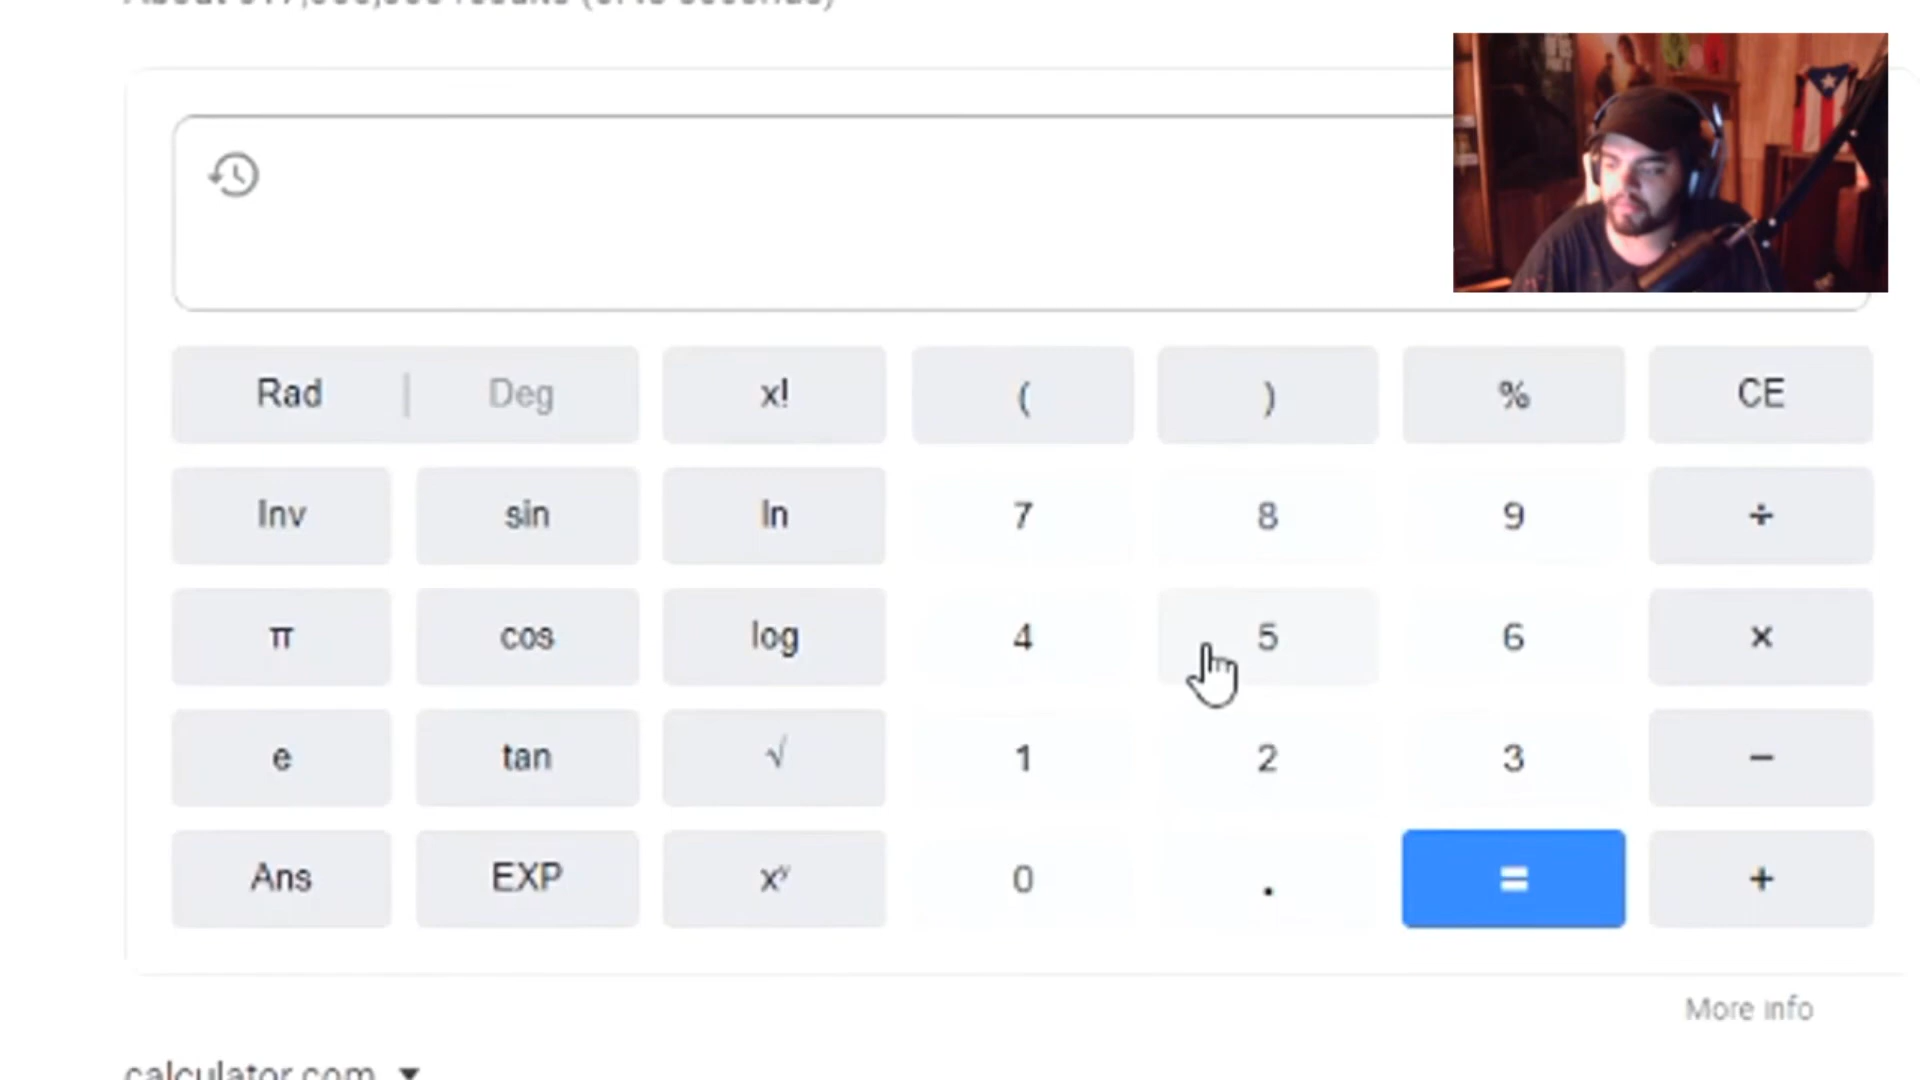 Rad | Deg x! ( ) % CE
Inv sin ln 7 8 9 ÷
π cos log 4 5 6 ×
e tan √ 1 2 3 −
Ans EXP xʸ 0 . = +
More info
calculator.com